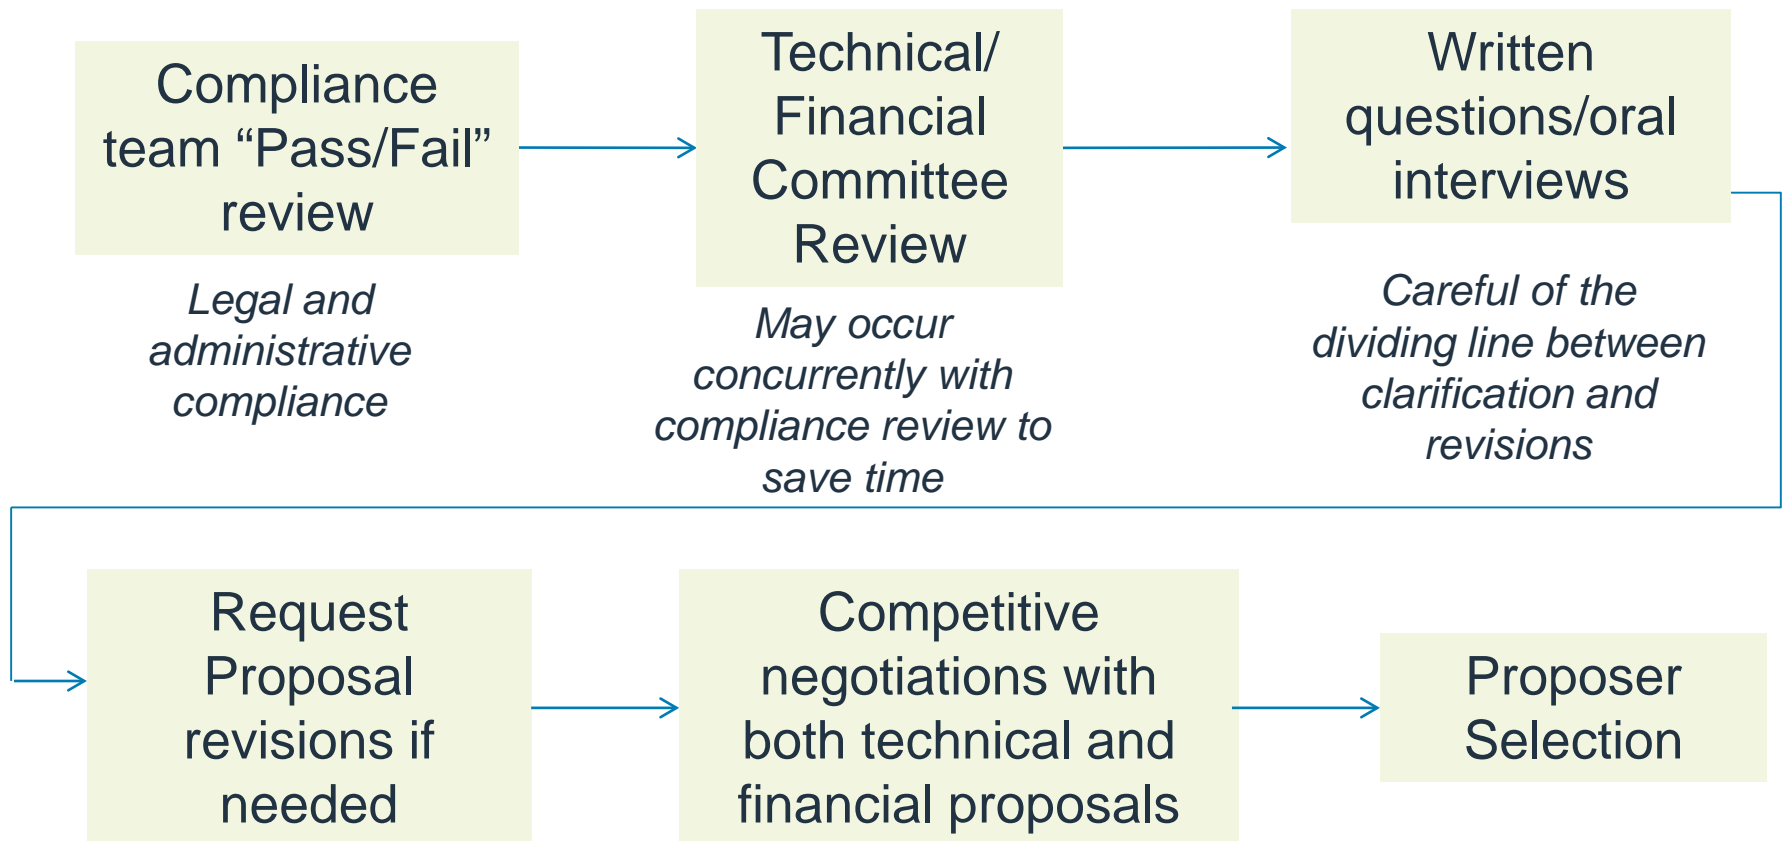 Compliance
team “Pass/Fail”
review
Legal and
administrative
compliance
Technical/
Financial
Committee
Review
May occur
concurrently with
compliance review to
save time
Written
questions/oral
interviews
Careful of the
dividing line between
clarification and
revisions
Request
Proposal
revisions if
needed
Competitive
negotiations with
both technical and
financial proposals
Proposer
Selection